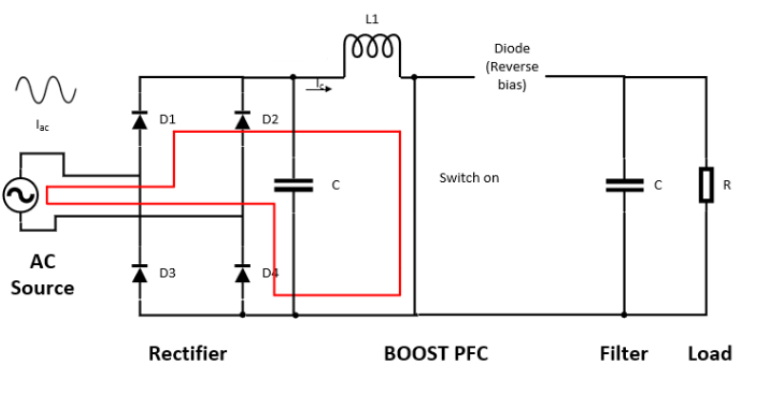 L1
Diode
(Reverse
bias)
Ic
Iac
D1
D2
C
Switch on
C
R
AC
Source
D3
D4
Rectifier
BOOST PFC
Filter
Load